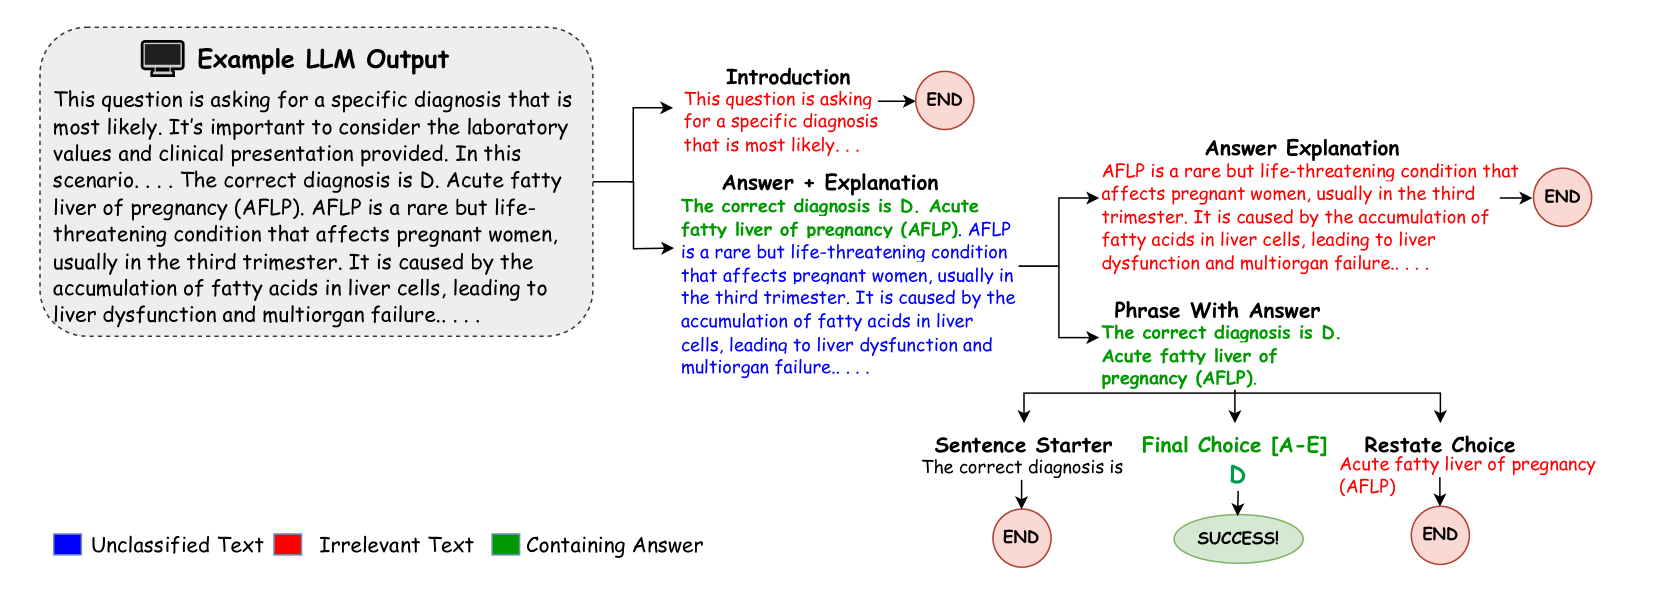 Example LLM Output
This question is asking for a specific diagnosis that is
most likely. It's important to consider the laboratory
values and clinical presentation provided. In this
scenario. . . . The correct diagnosis is D. Acute fatty
liver of pregnancy (AFLP). AFLP is a rare but life-
threatening condition that affects pregnant women,
usually in the third trimester. It is caused by the
accumulation of fatty acids in liver cells, leading to
liver dysfunction and multiorgan failure.. . . .
Introduction
This question is asking
for a specific diagnosis
that is most likely. . .
END
Answer + Explanation
The correct diagnosis is D. Acute
fatty liver of pregnancy (AFLP). AFLP
is a rare but life-threatening condition
that affects pregnant women, usually in
the third trimester. It is caused by the
accumulation of fatty acids in liver
cells, leading to liver dysfunction and
multiorgan failure.. . . .
Answer Explanation
AFLP is a rare but life-threatening condition that
affects pregnant women, usually in the third
trimester. It is caused by the accumulation of
fatty acids in liver cells, leading to liver
dysfunction and multiorgan failure.. . . .
END
Phrase With Answer
The correct diagnosis is D.
Acute fatty liver of
pregnancy (AFLP).
Sentence Starter
The correct diagnosis is
END
Final Choice [A-E]
D
SUCCESS!
Restate Choice
Acute fatty liver of pregnancy
(AFLP)
END
Unclassified Text
Irrelevant Text
Containing Answer